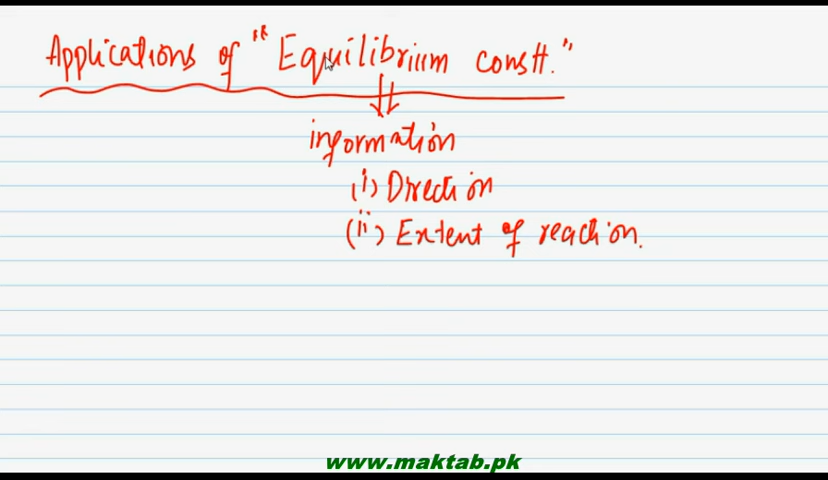 Applications of "Equilibrium constt."
information
(i) Direction
(ii) Extent of reaction.
www.maktab.pk